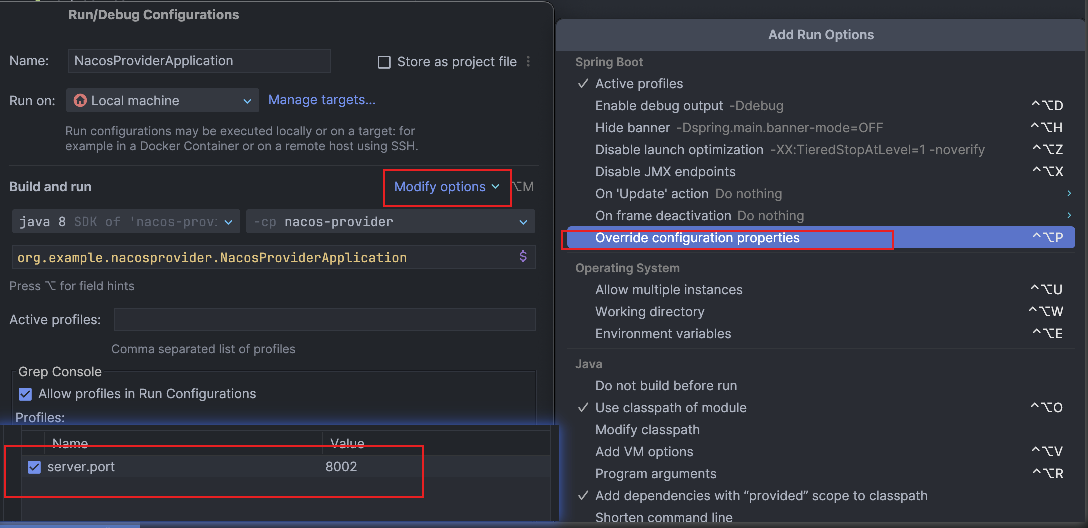 Run/Debug Configurations
Name: NacosProviderApplication Store as project file
Run on: Local machine Manage targets...
Run configurations may be executed locally or on a target: for
example in a Docker Container or on a remote host using SSH.
Build and run Modify options ⌥M
java 8 SDK of 'nacos-prov: -cp nacos-provider
org.example.nacosprovider.NacosProviderApplication $
Press ⌥ for field hints
Active profiles:
Comma separated list of profiles
Grep Console
Allow profiles in Run Configurations
Profiles:
Name Value
server.port 8002
Add Run Options
Spring Boot
✓ Active profiles
Enable debug output -Ddebug ⌃⌥D
Hide banner -Dspring.main.banner-mode=OFF ⌃⌥H
Disable launch optimization -XX:TieredStopAtLevel=1 -noverify ⌃⌥Z
Disable JMX endpoints ⌃⌥X
On 'Update' action Do nothing >
On frame deactivation Do nothing >
Override configuration properties ⌃⌥P
Operating System
Allow multiple instances ⌃⌥U
Working directory ⌃⌥W
Environment variables ⌃⌥E
Java
Do not build before run
✓ Use classpath of module ⌃⌥O
Modify classpath
Add VM options ⌃⌥V
Program arguments ⌃⌥R
✓ Add dependencies with “provided” scope to classpath
Shorten command line